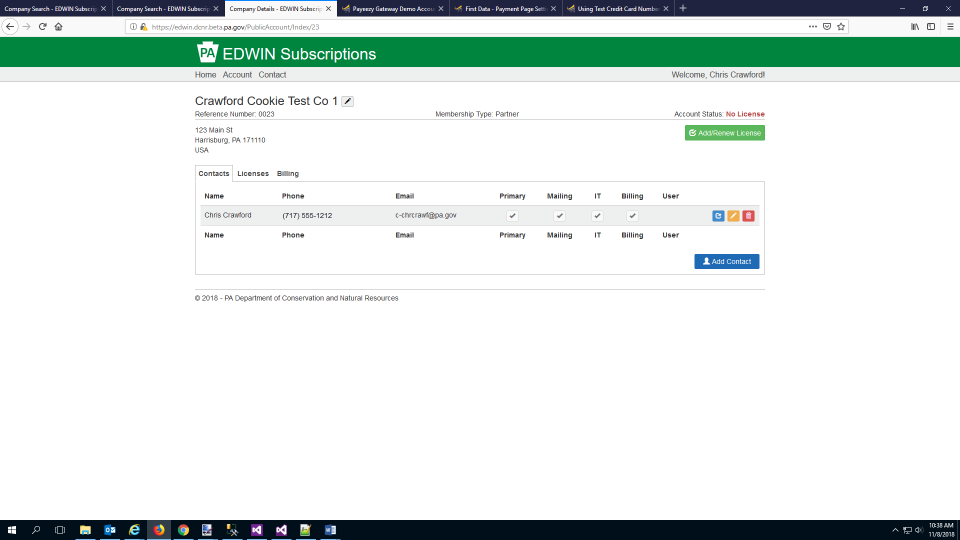 Company Search - EDWIN Subscrip
Company Search - EDWIN Subscrip
Company Details - EDWIN Subscrip
Payeezy Gateway Demo Accou
First Data - Payment Page Setti
Using Test Credit Card Number
https://edwin.dcnr.beta.pa.gov/PublicAccount/Index/23
PA EDWIN Subscriptions
Home Account Contact Welcome, Chris Crawford!
Crawford Cookie Test Co 1
Reference Number: 0023 Membership Type: Partner Account Status: No License
123 Main St
Harrisburg, PA 171110
USA
Add/Renew License
Contacts Licenses Billing
Name Phone Email Primary Mailing IT Billing User
Chris Crawford (717) 555-1212 c-chrcrawf@pa.gov
Name Phone Email Primary Mailing IT Billing User
Add Contact
© 2018 - PA Department of Conservation and Natural Resources
10:38 AM
11/8/2018